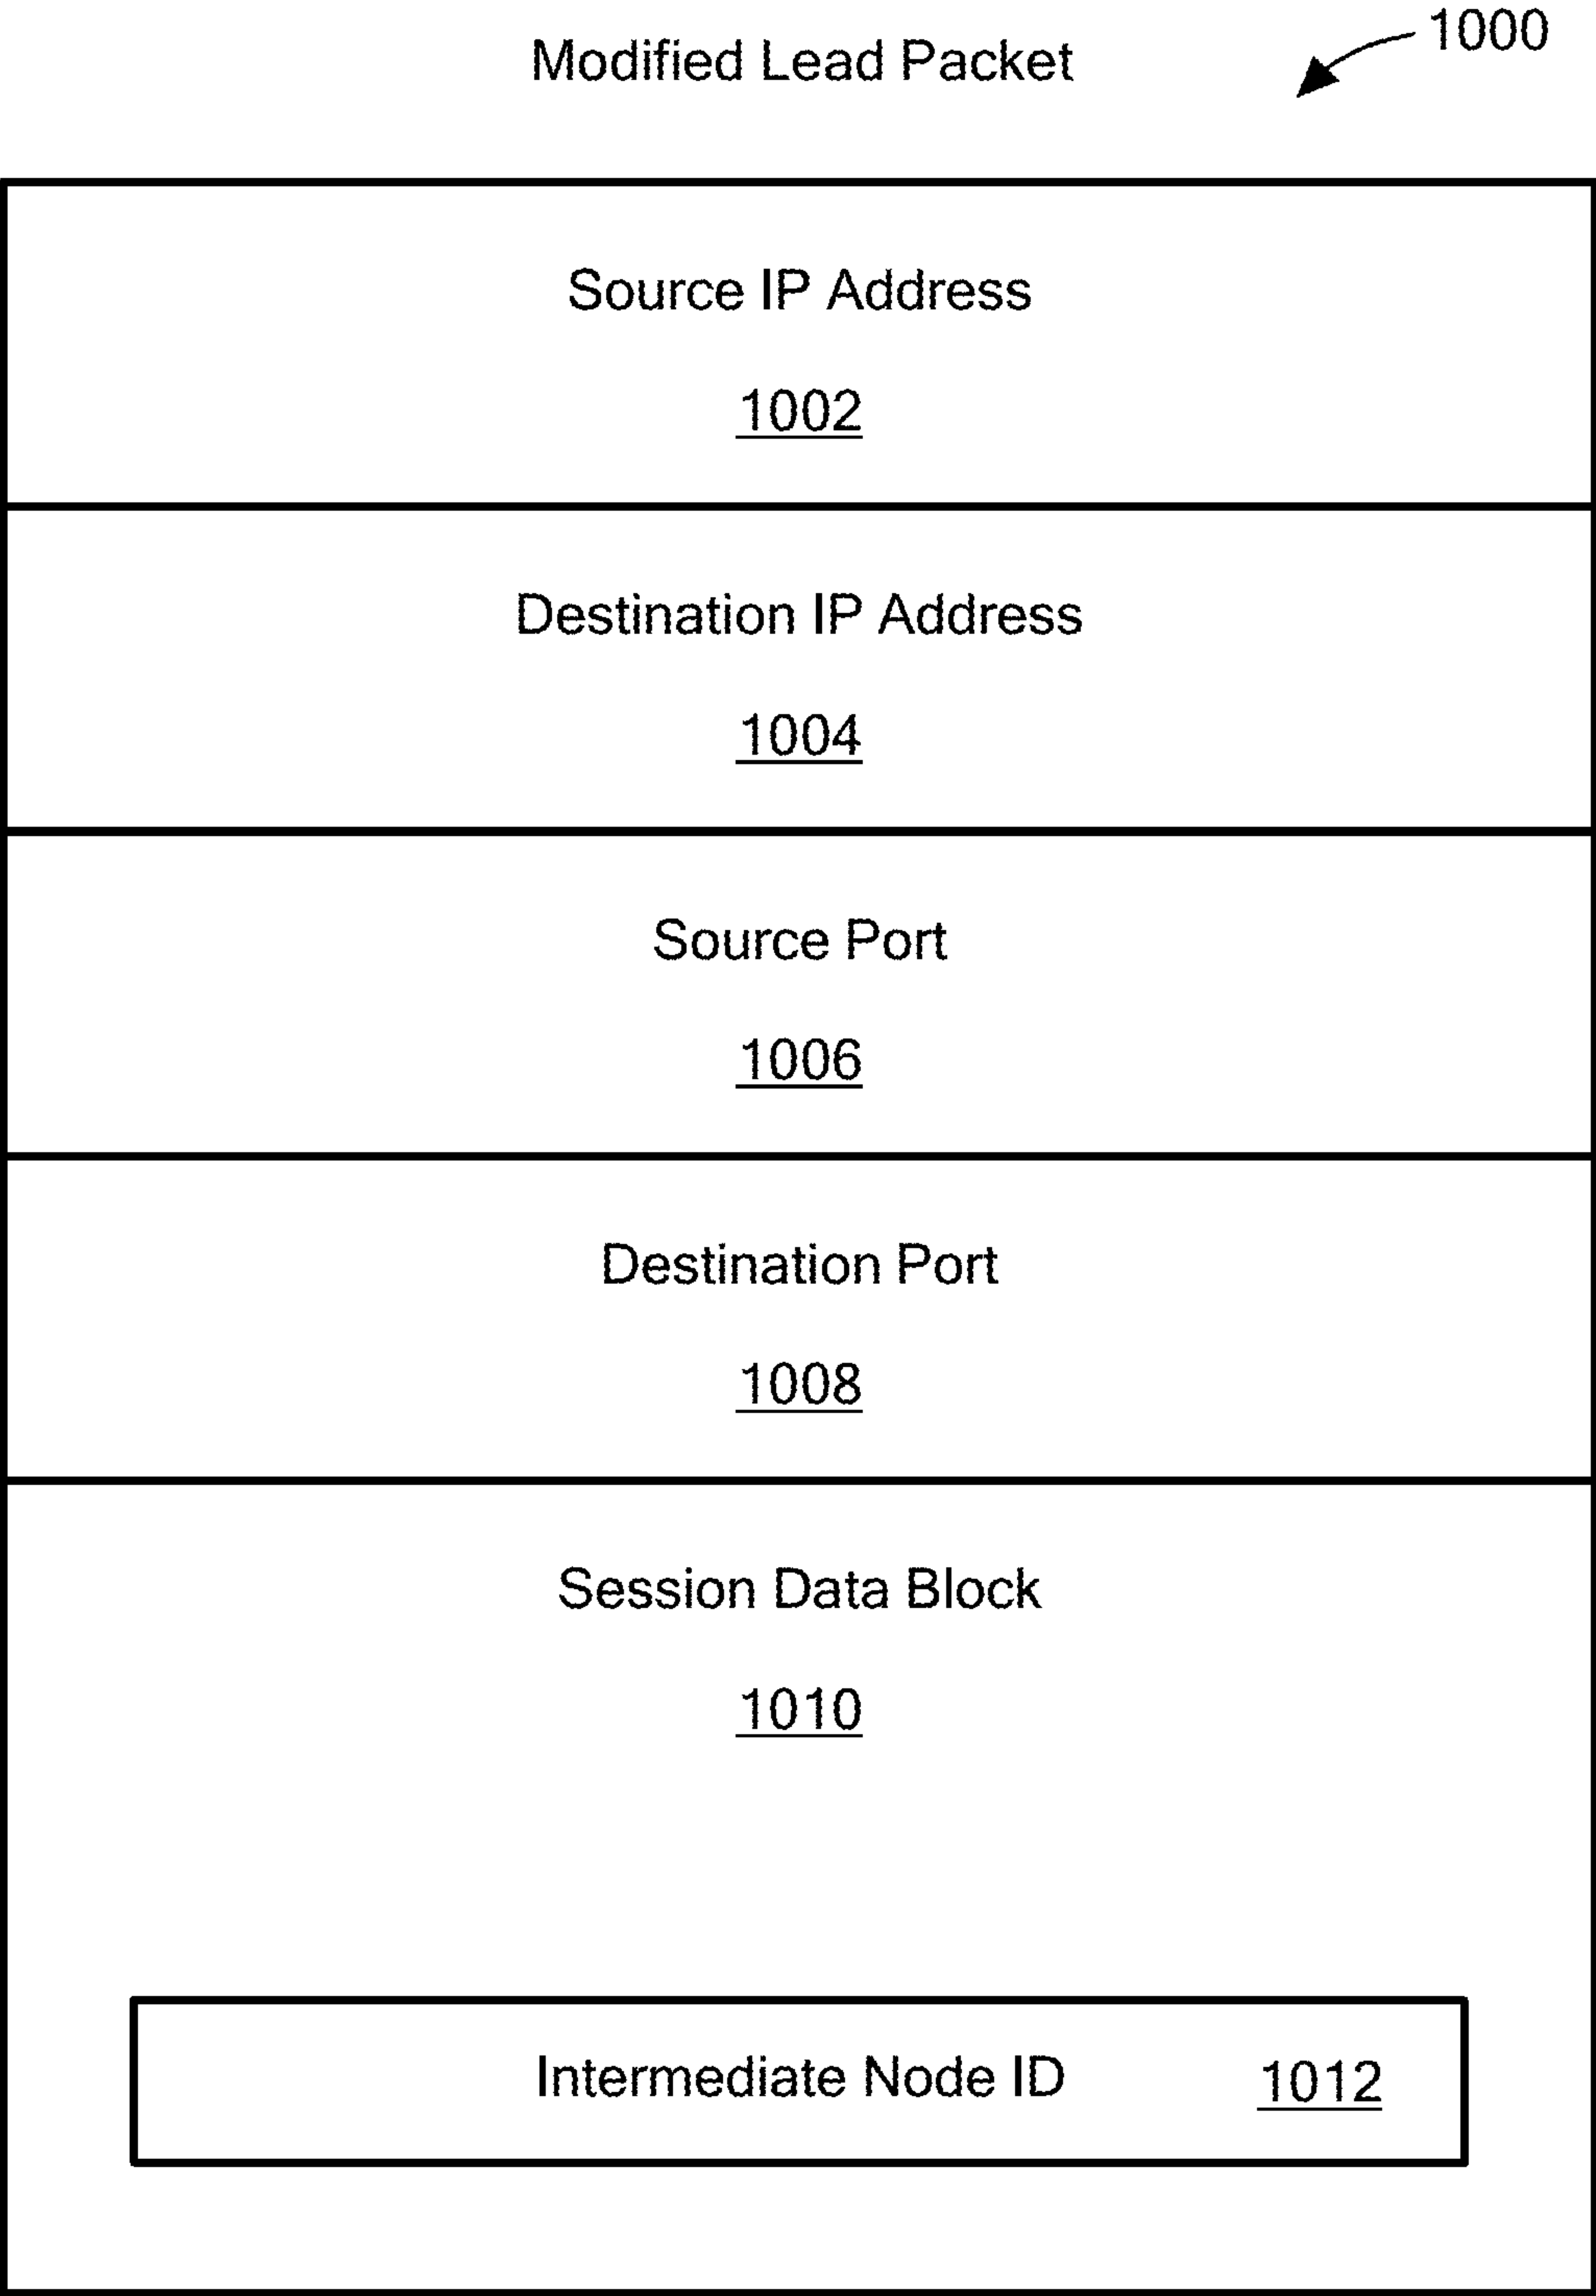 Modified Lead Packet
1000
Source IP Address
1002
Destination IP Address
1004
Source Port
1006
Destination Port
1008
Session Data Block
1010
Intermediate Node ID 1012